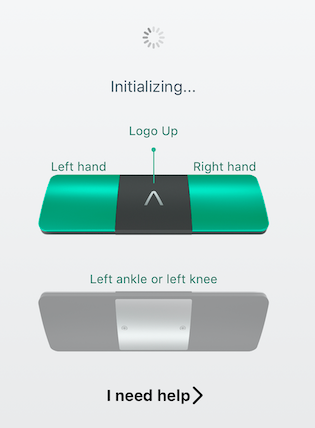 Initializing...
Logo Up
Left hand
Right hand
Left ankle or left knee
I need help